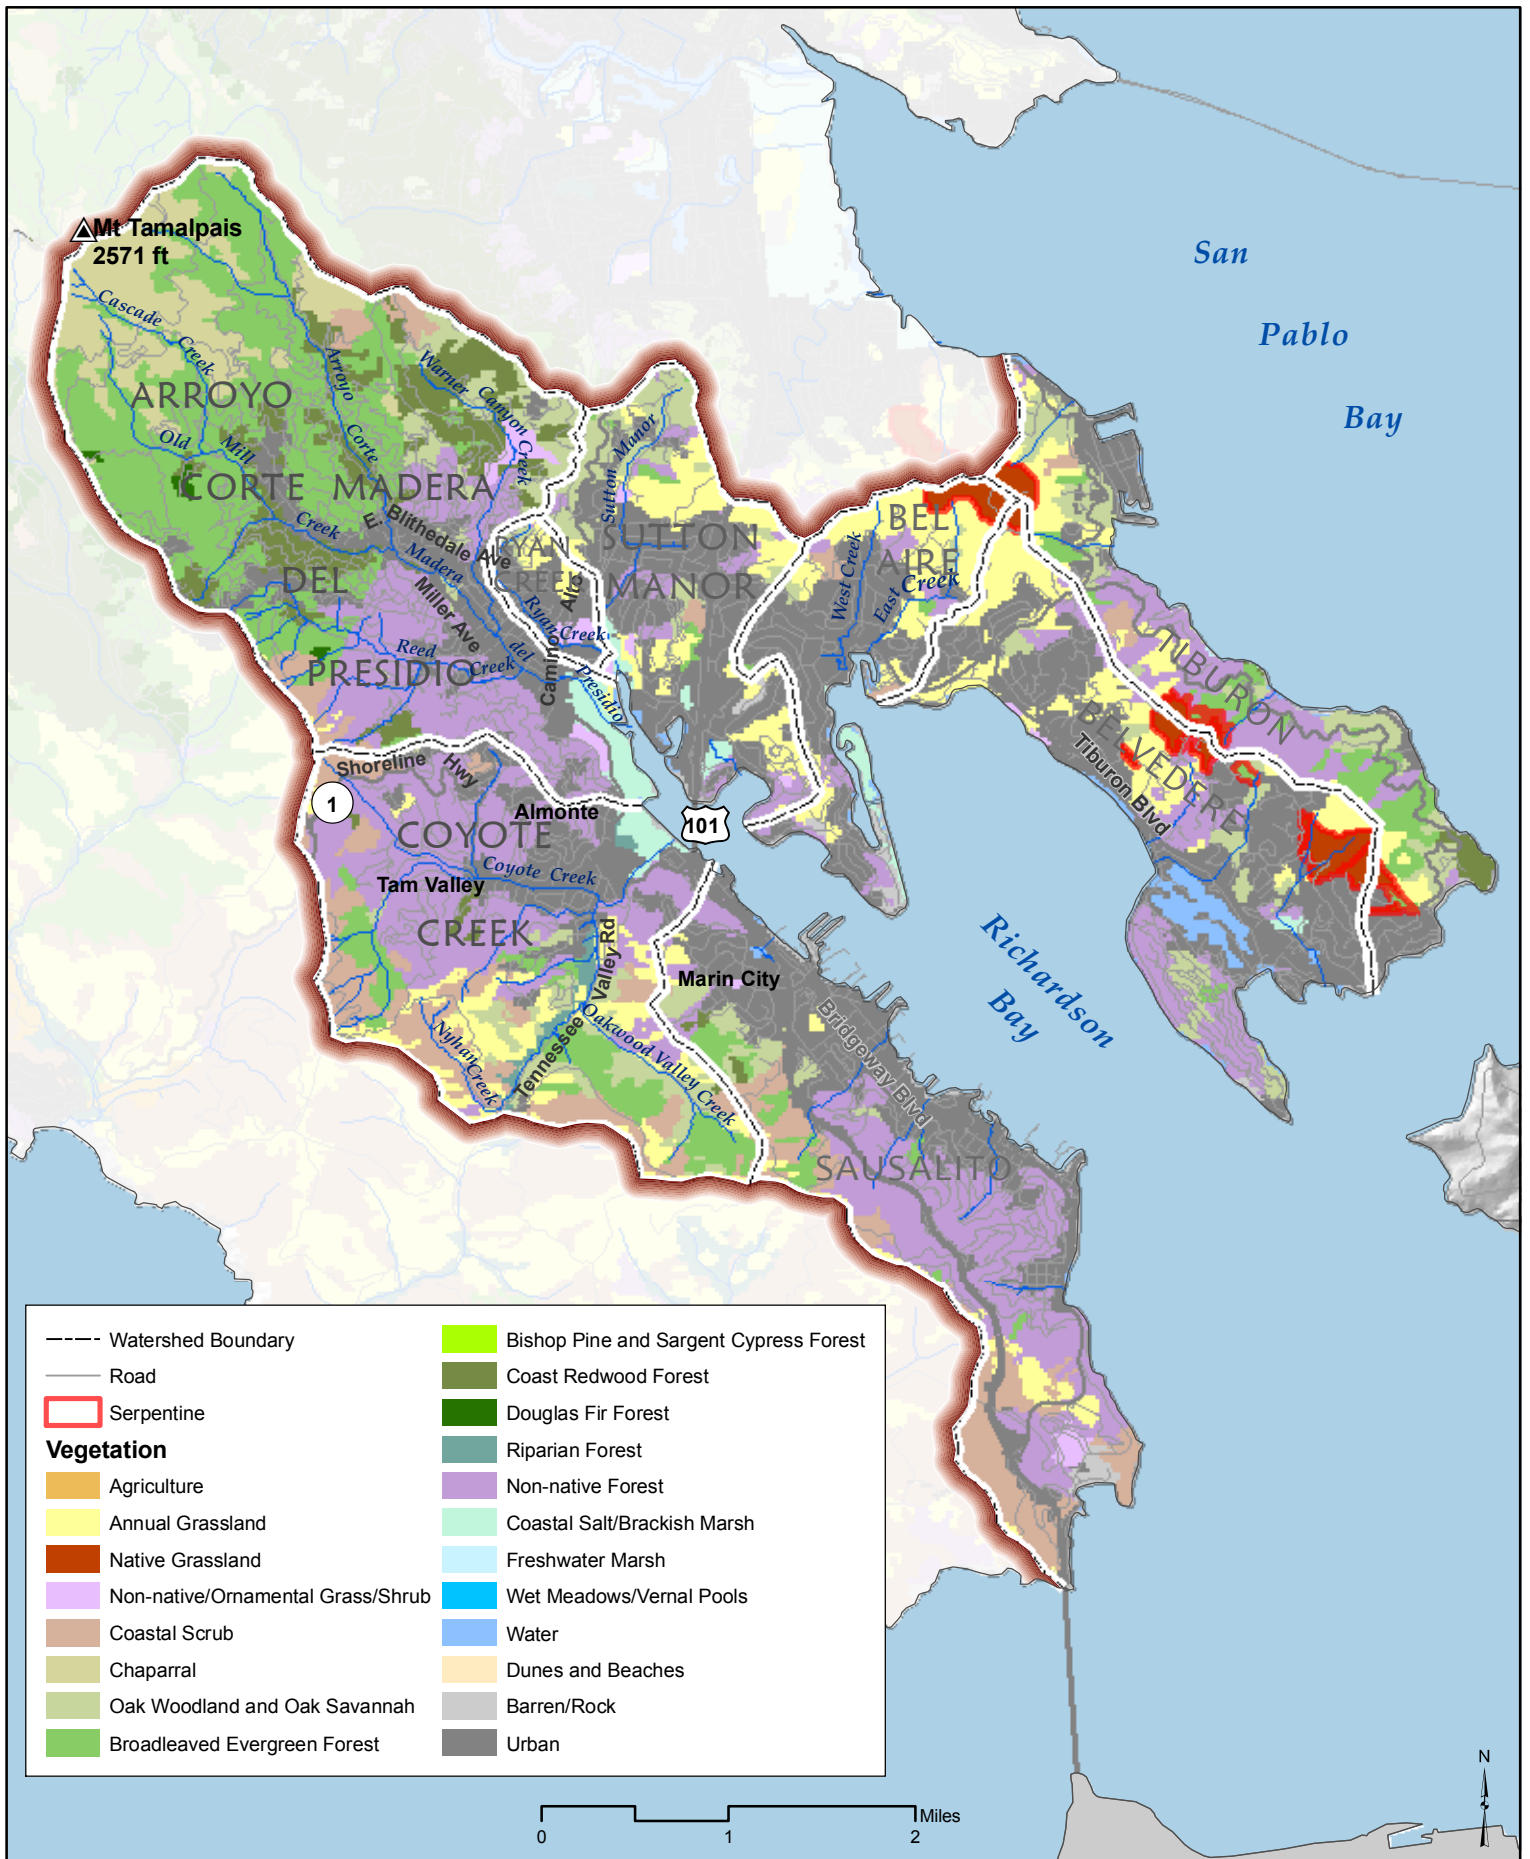 San
Pablo
Bay
Mt Tamalpais
2571 ft
Cascade
Creek
ARROYO
Old
Mill
Creek
Arroyo
Corte
Madera
del
Presidio
Warner Canyon Creek
CORTE MADERA
E. Blithedale Ave
DEL
Miller Ave
Reed
Creek
PRESIDIO
RYAN
CREEK
Ryan
Creek
Camino
Alto
Sutton Manor
SUTTON
MANOR
BEL
AIRE
West Creek
East Creek
TIBURON
BELVEDERE
Tiburon Blvd
Shoreline Hwy
1
Almonte
101
COYOTE
Coyote Creek
Tam Valley
CREEK
Tennessee Valley Rd
Nyhan
Creek
Oakwood Valley Creek
Marin City
Bridgeway Blvd
Richardson
Bay
SAUSALITO
Watershed Boundary
Road
Serpentine
Vegetation
Agriculture
Annual Grassland
Native Grassland
Non-native/Ornamental Grass/Shrub
Coastal Scrub
Chaparral
Oak Woodland and Oak Savannah
Broadleaved Evergreen Forest
Bishop Pine and Sargent Cypress Forest
Coast Redwood Forest
Douglas Fir Forest
Riparian Forest
Non-native Forest
Coastal Salt/Brackish Marsh
Freshwater Marsh
Wet Meadows/Vernal Pools
Water
Dunes and Beaches
Barren/Rock
Urban
Miles
0 1 2
N